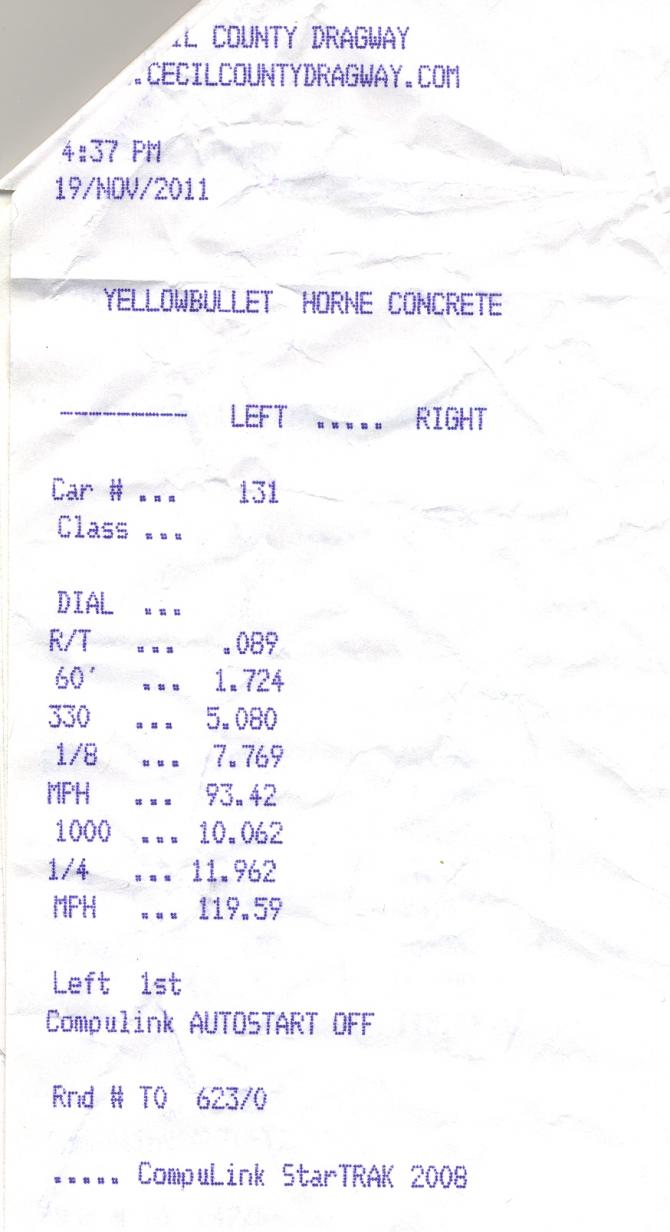 IL COUNTY DRAGWAY
.CECILCOUNTYDRAGWAY.COM
4:37 PM
19/NOV/2011
YELLOWBULLET HORNE CONCRETE
--------- LEFT ..... RIGHT
Car # ... 131
Class ...
DIAL ...
R/T ... .089
60' ... 1.724
330 ... 5.080
1/8 ... 7.769
MPH ... 93.42
1000 ... 10.062
1/4 ... 11.962
MPH ... 119.59
Left 1st
Compulink AUTOSTART OFF
Rnd # TO 623/0
..... CompuLink StarTRAK 2008